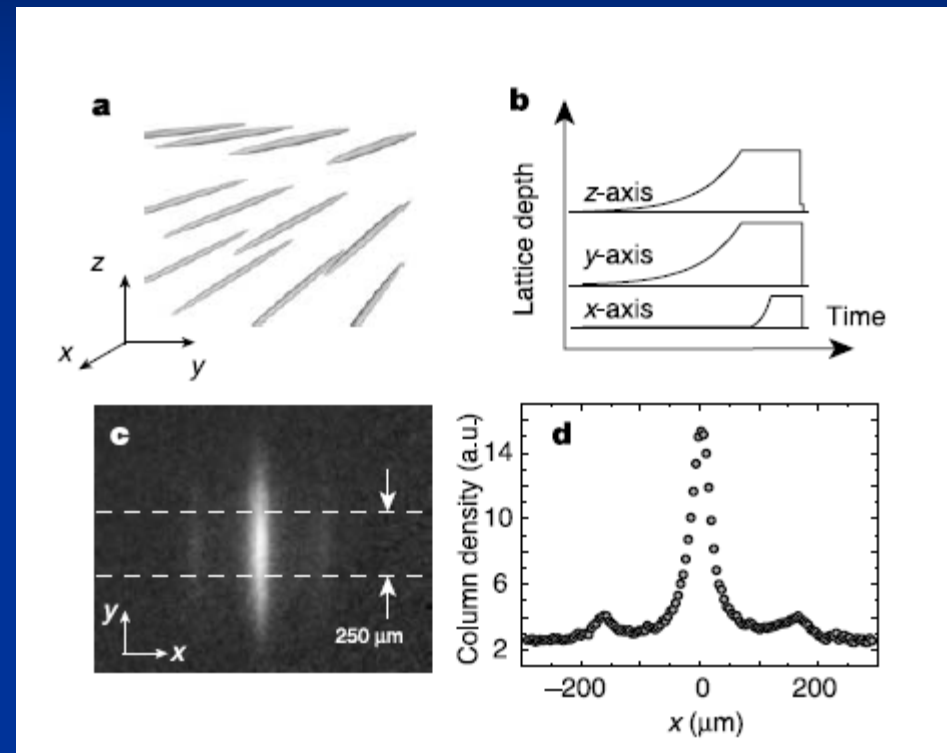 a
z
x
y
b
Lattice depth
z-axis
y-axis
x-axis
Time
c
y
x
250 μm
d
Column density (a.u.)
14
10
6
2
−200 0 200
x (μm)